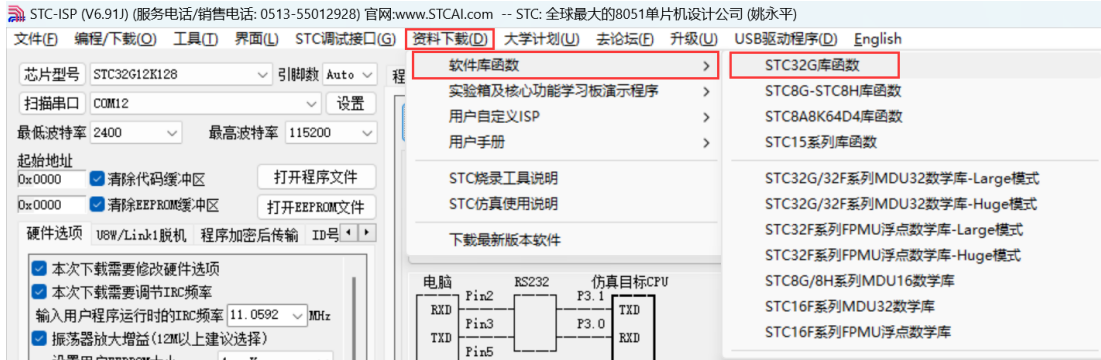 STC-ISP (V6.91J) (服务电话/销售电话: 0513-55012928) 官网:www.STCAI.com -- STC: 全球最大的8051单片机设计公司 (姚永平)
文件(F) 编程/下载(O) 工具(T) 界面(L) STC调试接口(G) 资料下载(D) 大学计划(U) 去论坛(F) 升级(U) USB驱动程序(D) English
芯片型号 STC32G12K128 引脚数 Auto 程
扫描串口 COM12 设置
最低波特率 2400 最高波特率 115200
起始地址
0x0000 清除代码缓冲区 打开程序文件
0x0000 清除EEPROM缓冲区 打开EEPROM文件
硬件选项 U8W/Link1脱机 程序加密后传输 ID号
本次下载需要修改硬件选项
本次下载需要调节IRC频率
输入用户程序运行时的IRC频率 11.0592 MHz
振荡器放大增益(12M以上建议选择)
软件库函数
实验箱及核心功能学习板演示程序
用户自定义ISP
用户手册
STC烧录工具说明
STC仿真使用说明
下载最新版本软件
STC32G库函数
STC8G-STC8H库函数
STC8A8K64D4库函数
STC15系列库函数
STC32G/32F系列MDU32数学库-Large模式
STC32G/32F系列MDU32数学库-Huge模式
STC32F系列FPMU浮点数学库-Large模式
STC32F系列FPMU浮点数学库-Huge模式
STC8G/8H系列MDU16数学库
STC16F系列MDU32数学库
STC16F系列FPMU浮点数学库
电脑 RS232 仿真目标CPU
RXD Pin2 P3.1 TXD
TXD Pin3 P3.0 RXD
Pin5